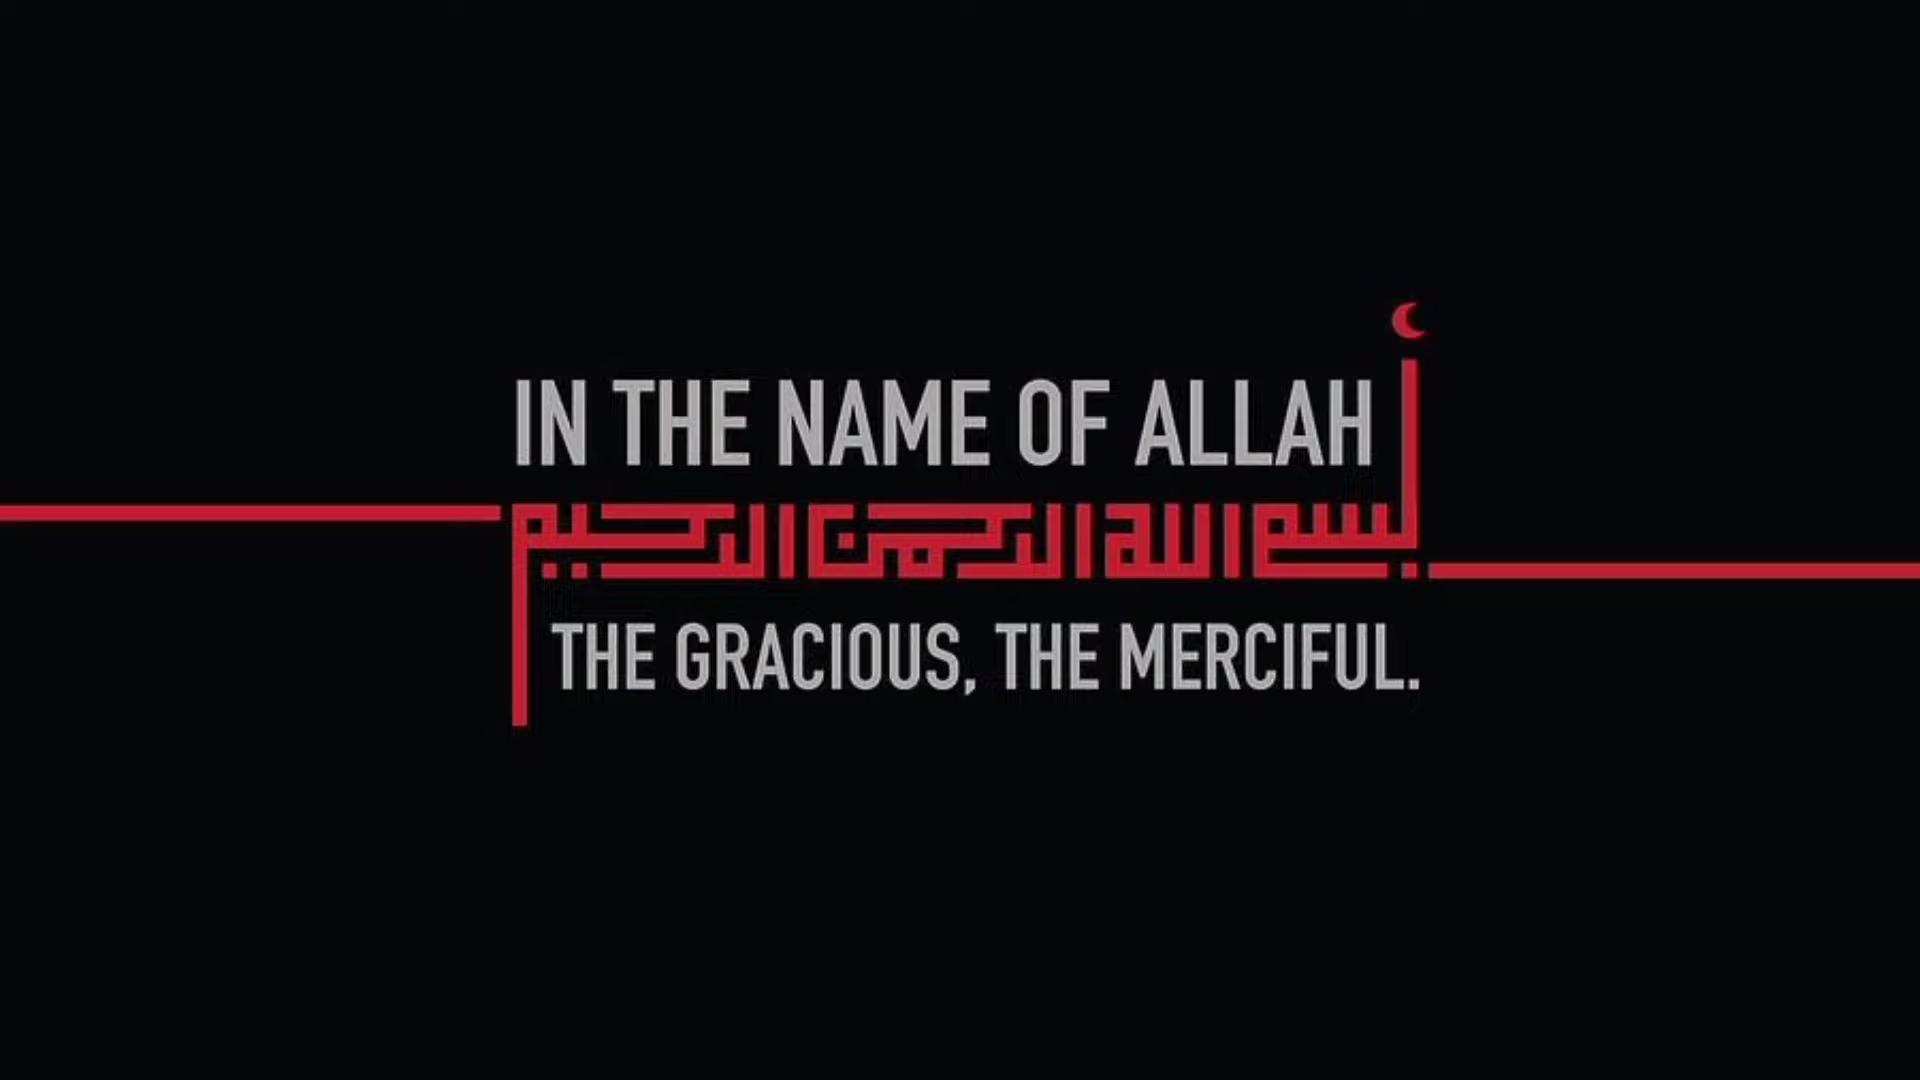 IN THE NAME OF ALLAH
بسم الله الرحمن الرحيم
THE GRACIOUS, THE MERCIFUL.